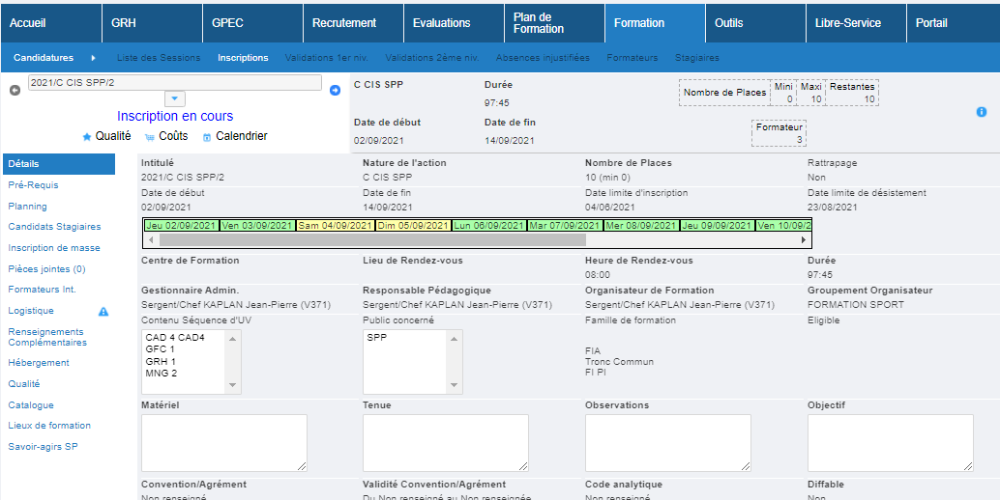 Accueil GRH GPEC Recrutement Evaluations Plan de Formation Formation Outils Libre-Service Portail
Candidatures Liste des Sessions Inscriptions Validations 1er niv. Validations 2ème niv. Absences injustifiées Formateurs Stagiaires
2021/C CIS SPP/2
Inscription en cours
Qualité Coûts Calendrier
C CIS SPP Durée
97:45
Date de début Date de fin
02/09/2021 14/09/2021
Nombre de Places Mini Maxi Restantes
0 10 10
Formateur
3
Détails
Pré-Requis
Planning
Candidats Stagiaires
Inscription de masse
Pièces jointes (0)
Formateurs Int.
Logistique
Renseignements
Complémentaires
Hébergement
Qualité
Catalogue
Lieux de formation
Savoir-agirs SP
Intitulé Nature de l'action Nombre de Places Rattrapage
2021/C CIS SPP/2 C CIS SPP 10 (min 0) Non
Date de début Date de fin Date limite d'inscription Date limite de désistement
02/09/2021 14/09/2021 04/06/2021 23/08/2021
Jeu 02/09/2021 Ven 03/09/2021 Sam 04/09/2021 Dim 05/09/2021 Lun 06/09/2021 Mar 07/09/2021 Mer 08/09/2021 Jeu 09/09/2021 Ven 10/09/2
Centre de Formation Lieu de Rendez-vous Heure de Rendez-vous Durée
08:00 97:45
Gestionnaire Admin. Responsable Pédagogique Organisateur de Formation Groupement Organisateur
Sergent/Chef KAPLAN Jean-Pierre (V371) Sergent/Chef KAPLAN Jean-Pierre (V371) Sergent/Chef KAPLAN Jean-Pierre (V371) FORMATION SPORT
Contenu Séquence d'UV Public concerné Famille de formation Eligible
CAD 4 CAD4
GFC 1
GRH 1
MNG 2
SPP
FIA
Tronc Commun
FI PI
Matériel Tenue Observations Objectif
Convention/Agrément Validité Convention/Agrément Code analytique Diffable
Non renseigné Du Non renseigné au Non renseignée Non renseigné Non